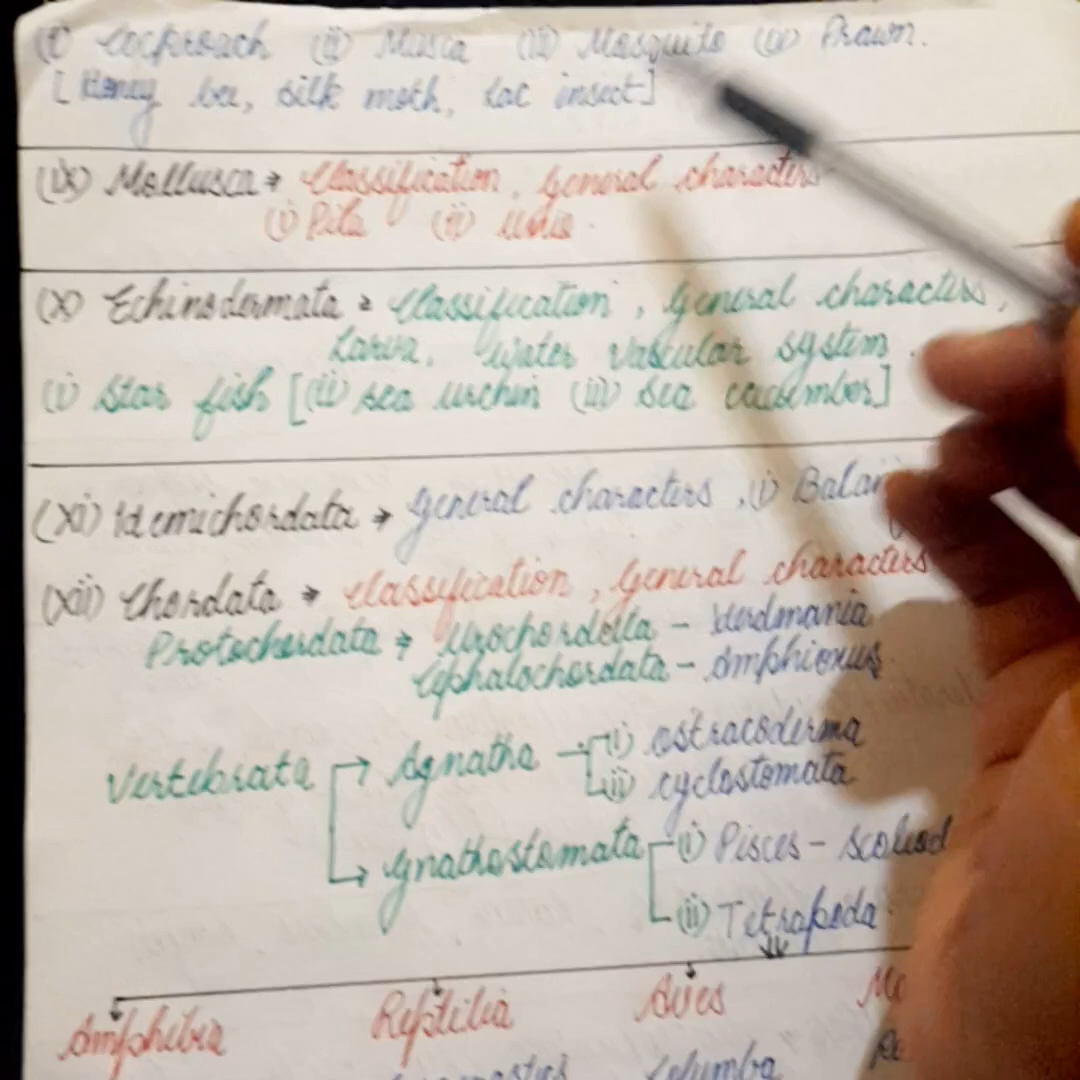 (i) Cockroach (ii) Musca (iii) Mosquito (iv) Prawn.
[Honey bee, silk moth, Lac insect]
(ix) Mollusca → Classification, General characters
(i) Pila (ii) Unio.
(x) Echinodermata → Classification, General characters,
Larva, Water Vascular system.
(i) Star fish [(ii) sea urchin (iii) sea cucumber]
(xi) Hemichordata → General characters, (i) Balan
(xii) Chordata → Classification, General characters
Protochordata → Urochordata - Herdmania
Cephalochordata - Amphioxus.
Vertebrata → Agnatha - (i) ostracoderma
(ii) cyclostomata
→ Gnathostomata (i) Pisces - Scoliod
(ii) Tetrapoda.
Amphibia Reptilia Aves Ma
Columba